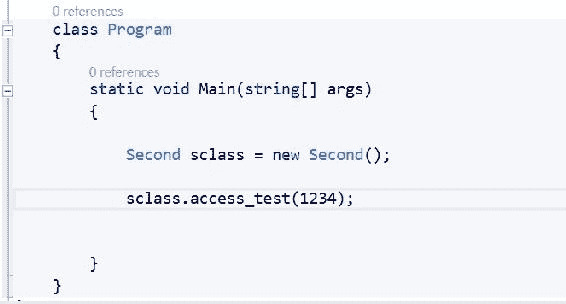 0 references
class Program
{
0 references
static void Main(string[] args)
{
Second sclass = new Second();
sclass.access_test(1234);
}
}